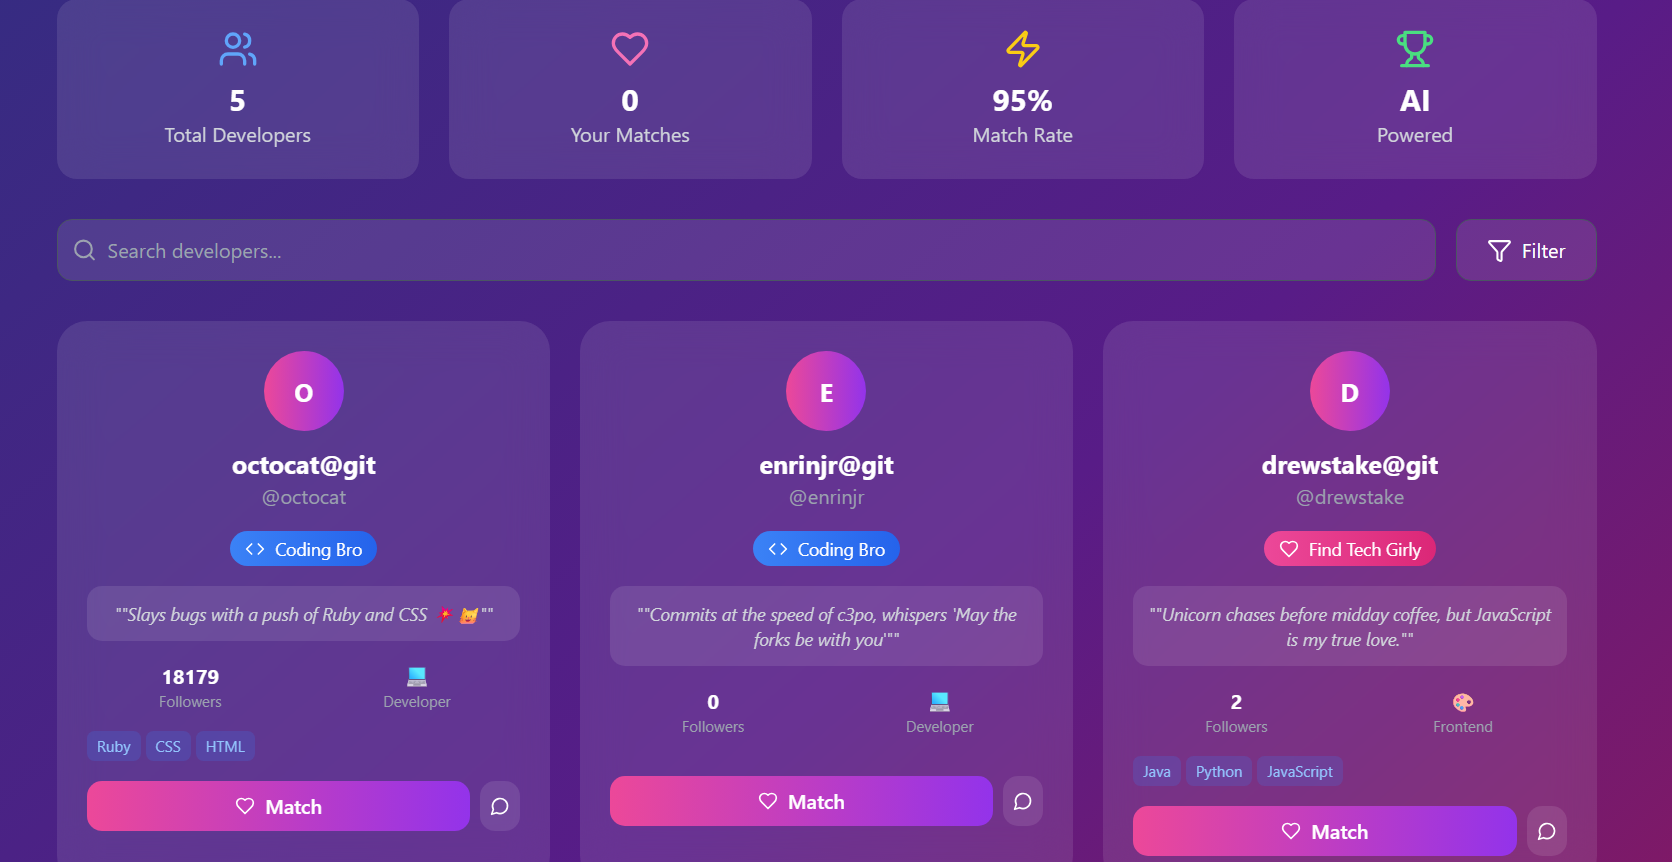 5
Total Developers
0
Your Matches
95%
Match Rate
AI
Powered
Search developers...
Filter
O
octocat@git
@octocat
Coding Bro
""Slays bugs with a push of Ruby and CSS 💥 😼""
18179
Followers
💻
Developer
Ruby CSS HTML
Match
E
enrinjr@git
@enrinjr
Coding Bro
""Commits at the speed of c3po, whispers 'May the
forks be with you'""
0
Followers
💻
Developer
Match
D
drewstake@git
@drewstake
Find Tech Girly
""Unicorn chases before midday coffee, but JavaScript
is my true love.""
2
Followers
🎨
Frontend
Java Python JavaScript
Match